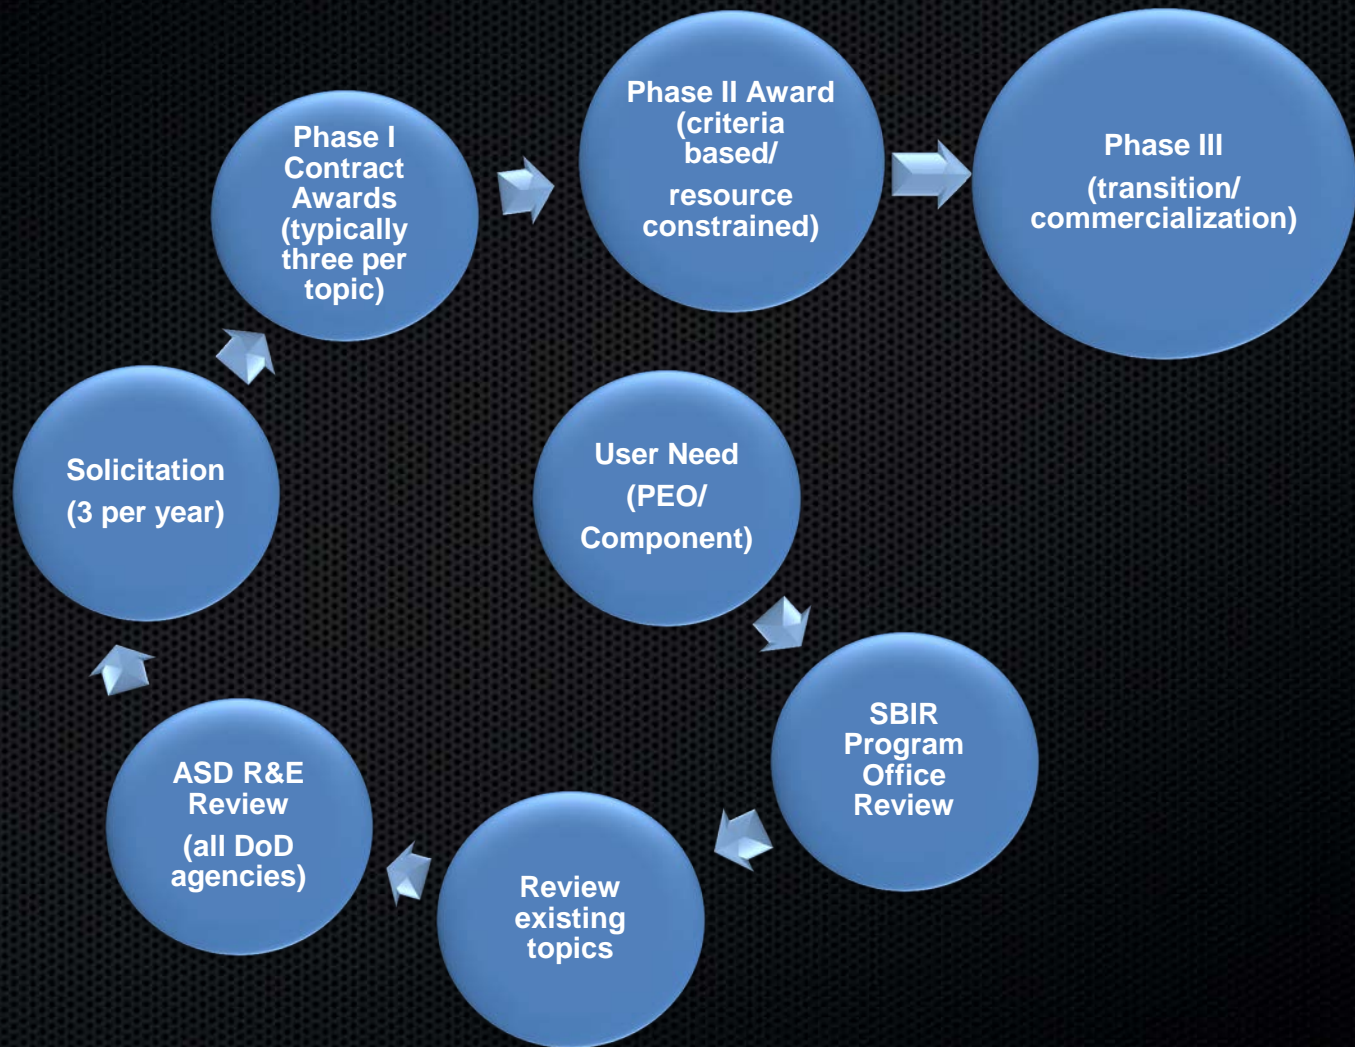 Phase I
Contract
Awards
(typically
three per
topic)
Phase II Award
(criteria
based/
resource
constrained)
Phase III
(transition/
commercialization)
Solicitation
(3 per year)
User Need
(PEO/
Component)
SBIR
Program
Office
Review
ASD R&E
Review
(all DoD
agencies)
Review
existing
topics